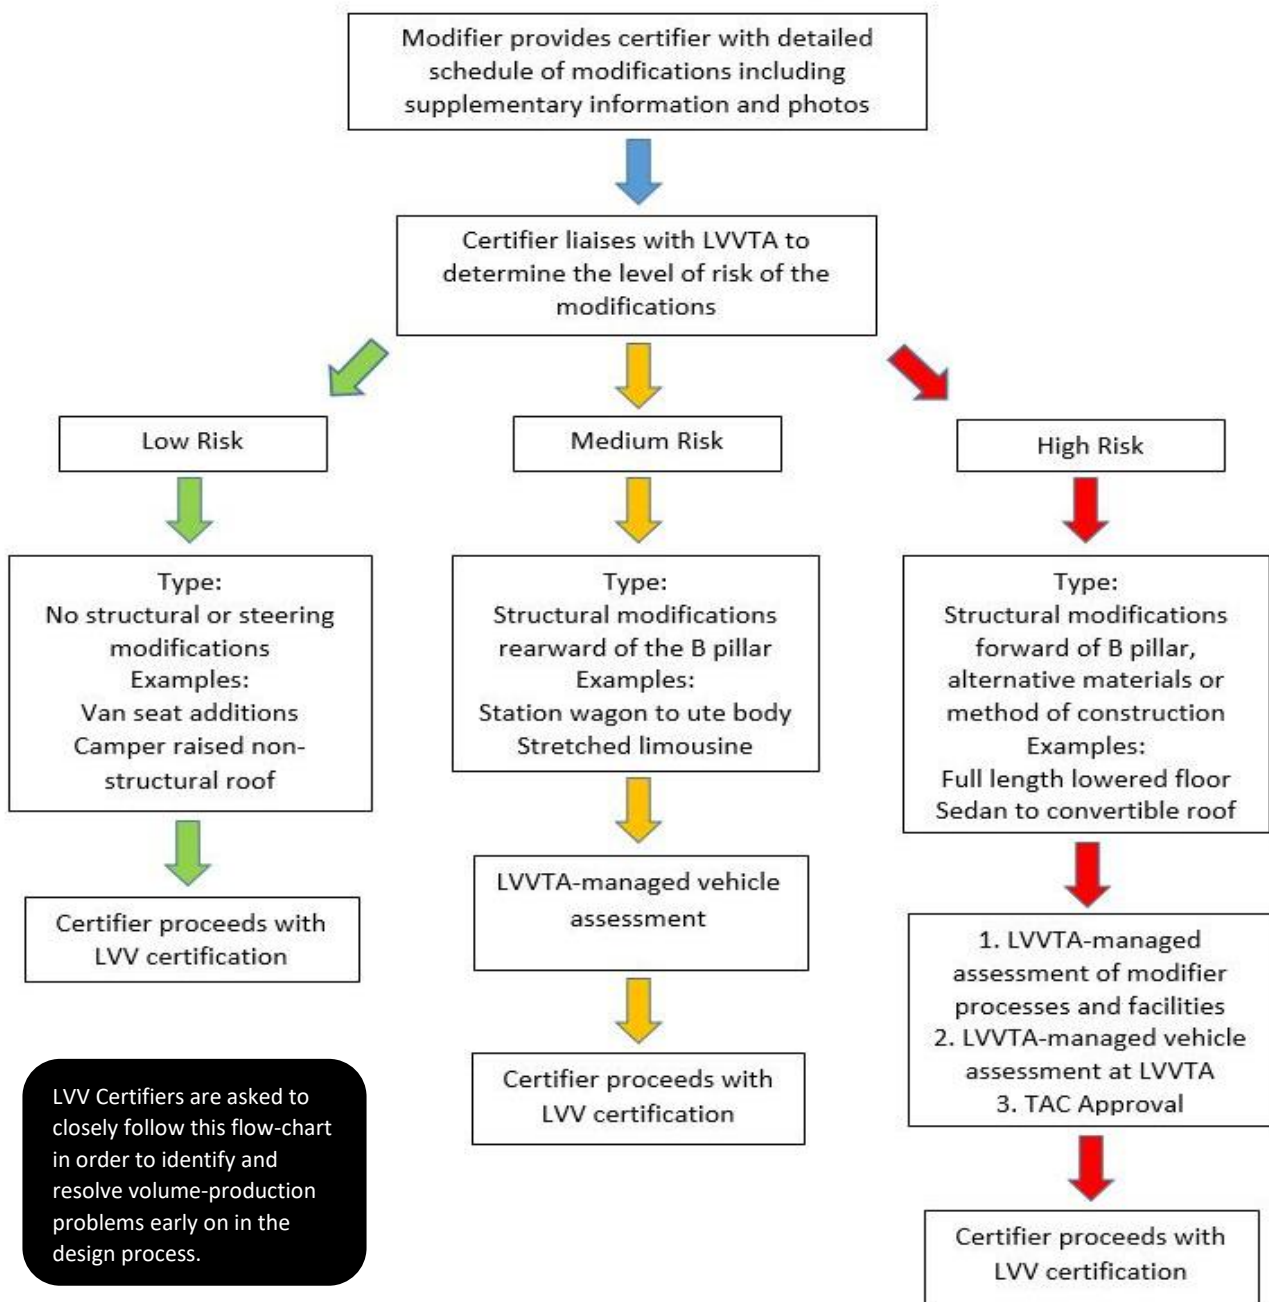 Modifier provides certifier with detailed
schedule of modifications including
supplementary information and photos
Certifier liaises with LVVTA to
determine the level of risk of the
modifications
Low Risk
Medium Risk
High Risk
Type:
No structural or steering
modifications
Examples:
Van seat additions
Camper raised non-
structural roof
Type:
Structural modifications
rearward of the B pillar
Examples:
Station wagon to ute body
Stretched limousine
Type:
Structural modifications
forward of B pillar,
alternative materials or
method of construction
Examples:
Full length lowered floor
Sedan to convertible roof
Certifier proceeds with
LVV certification
LVVTA-managed vehicle
assessment
1. LVVTA-managed
assessment of modifier
processes and facilities
2. LVVTA-managed vehicle
assessment at LVVTA
3. TAC Approval
Certifier proceeds with
LVV certification
Certifier proceeds with
LVV certification
LVV Certifiers are asked to
closely follow this flow-chart
in order to identify and
resolve volume-production
problems early on in the
design process.